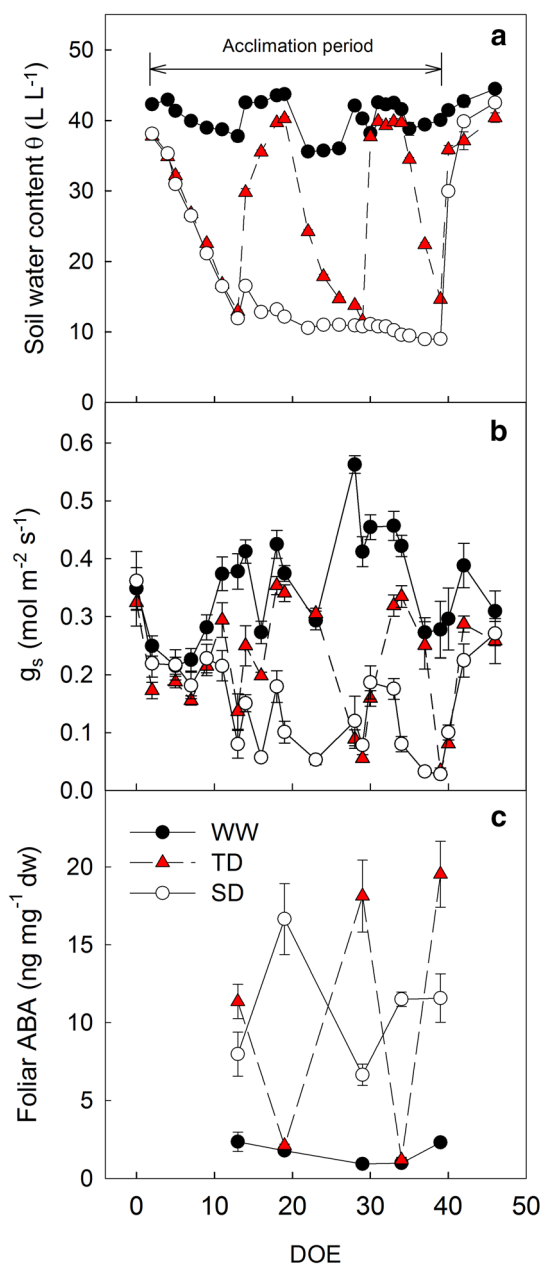 a
Acclimation period
50
40
30
20
10
0
Soil water content θ (L L-1)
b
0.6
0.5
0.4
0.3
0.2
0.1
0.0
gs (mol m-2 s-1)
c
WW
TD
SD
20
15
10
5
0
Foliar ABA (ng mg-1 dw)
0 10 20 30 40 50
DOE